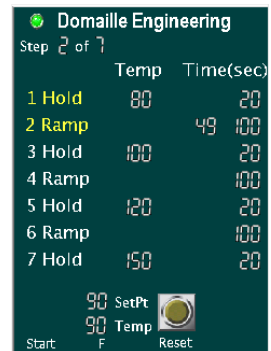 Domaille Engineering
Step 2 of 7
Temp Time(sec)
1 Hold 80 20
2 Ramp 49 100
3 Hold 100 20
4 Ramp 100
5 Hold 120 20
6 Ramp 100
7 Hold 150 20
90 SetPt
90 Temp
Start F Reset